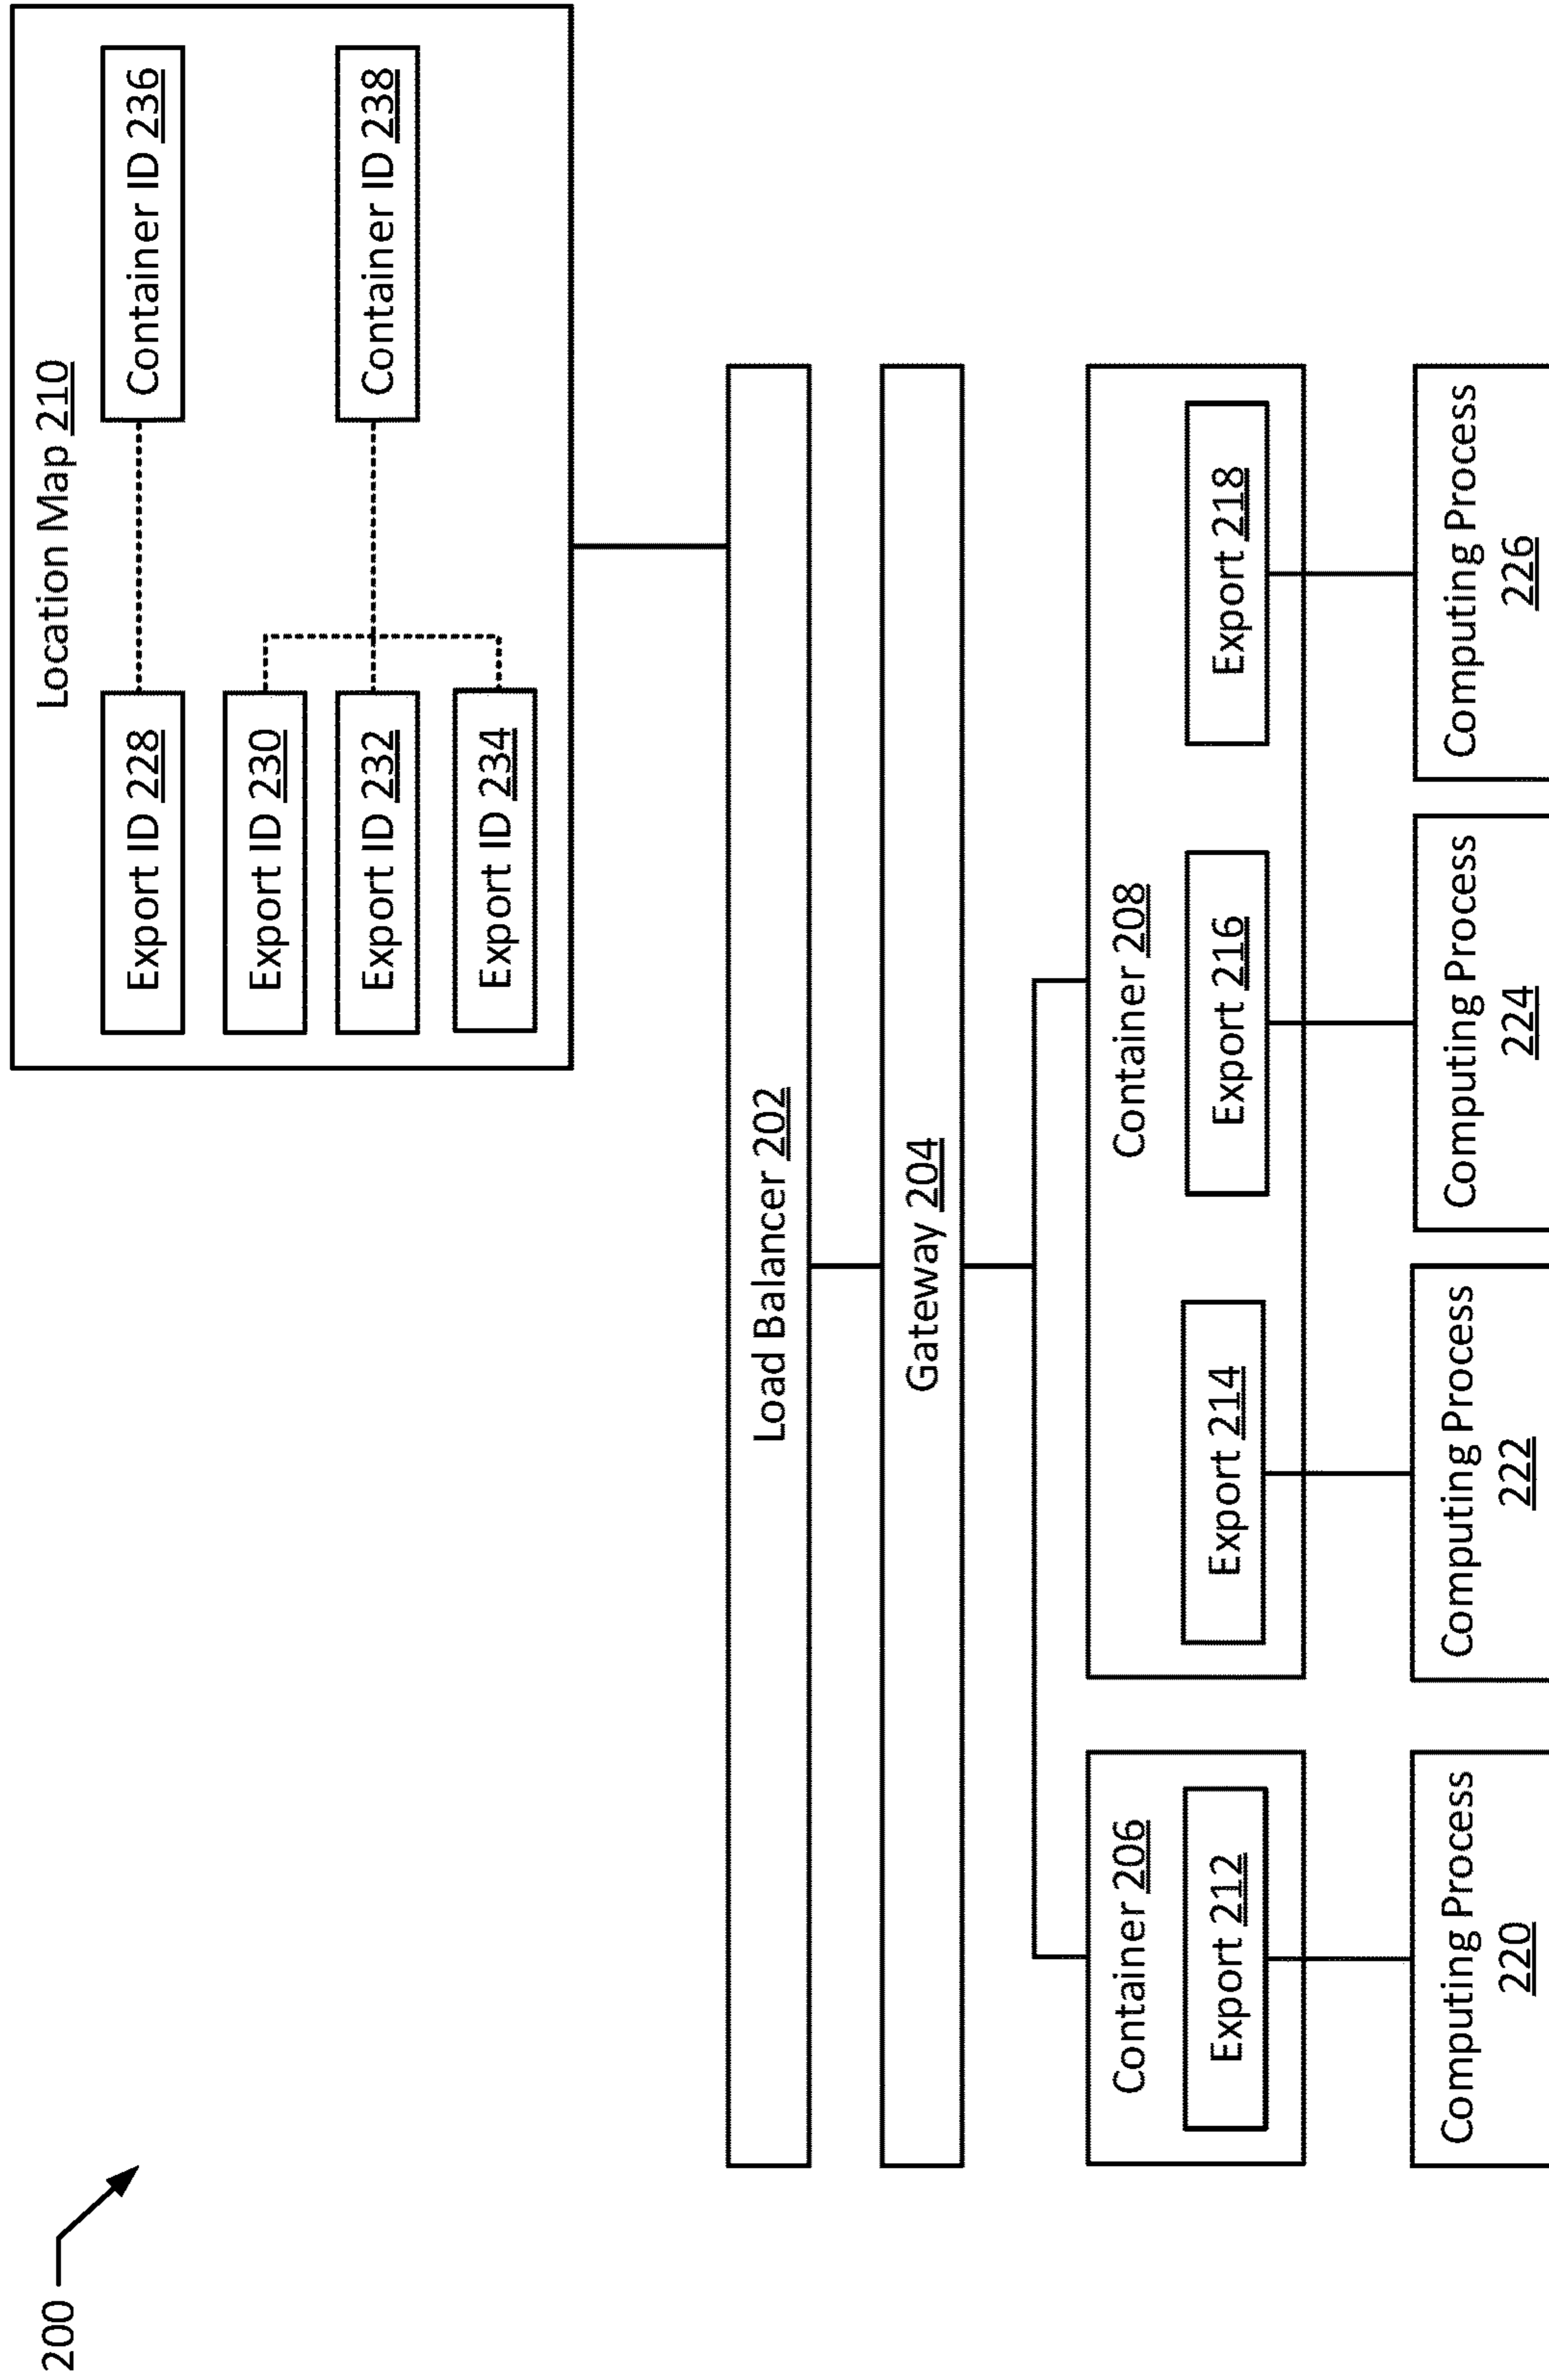 200
Location Map 210
Export ID 228
Container ID 236
Export ID 230
Export ID 232
Container ID 238
Export ID 234
Load Balancer 202
Gateway 204
Container 206
Container 208
Export 212
Export 214
Export 216
Export 218
Computing Process
220
Computing Process
222
Computing Process
224
Computing Process
226